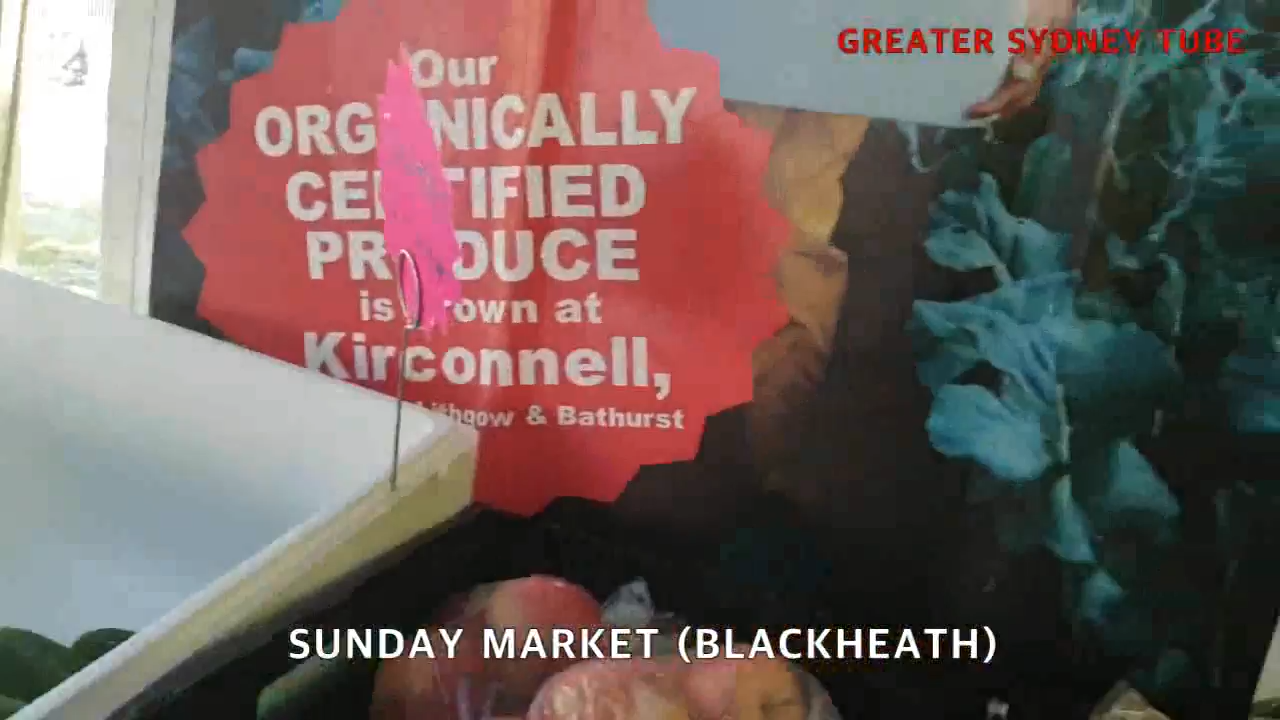 GREATER SYDNEY TUBE
Our
ORGANICALLY
CERTIFIED
PRODUCE
is grown at
Kirconnell,
Lithgow & Bathurst
SUNDAY MARKET (BLACKHEATH)